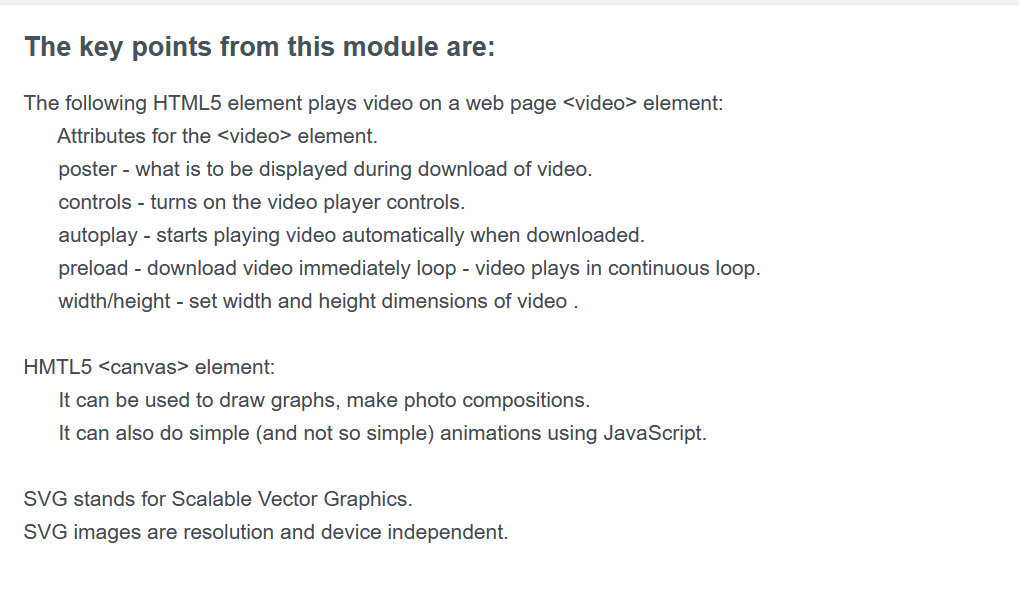 The key points from this module are:
The following HTML5 element plays video on a web page <video> element:
Attributes for the <video> element.
poster - what is to be displayed during download of video.
controls - turns on the video player controls.
autoplay - starts playing video automatically when downloaded.
preload - download video immediately loop - video plays in continuous loop.
width/height - set width and height dimensions of video .
HMTL5 <canvas> element:
It can be used to draw graphs, make photo compositions.
It can also do simple (and not so simple) animations using JavaScript.
SVG stands for Scalable Vector Graphics.
SVG images are resolution and device independent.